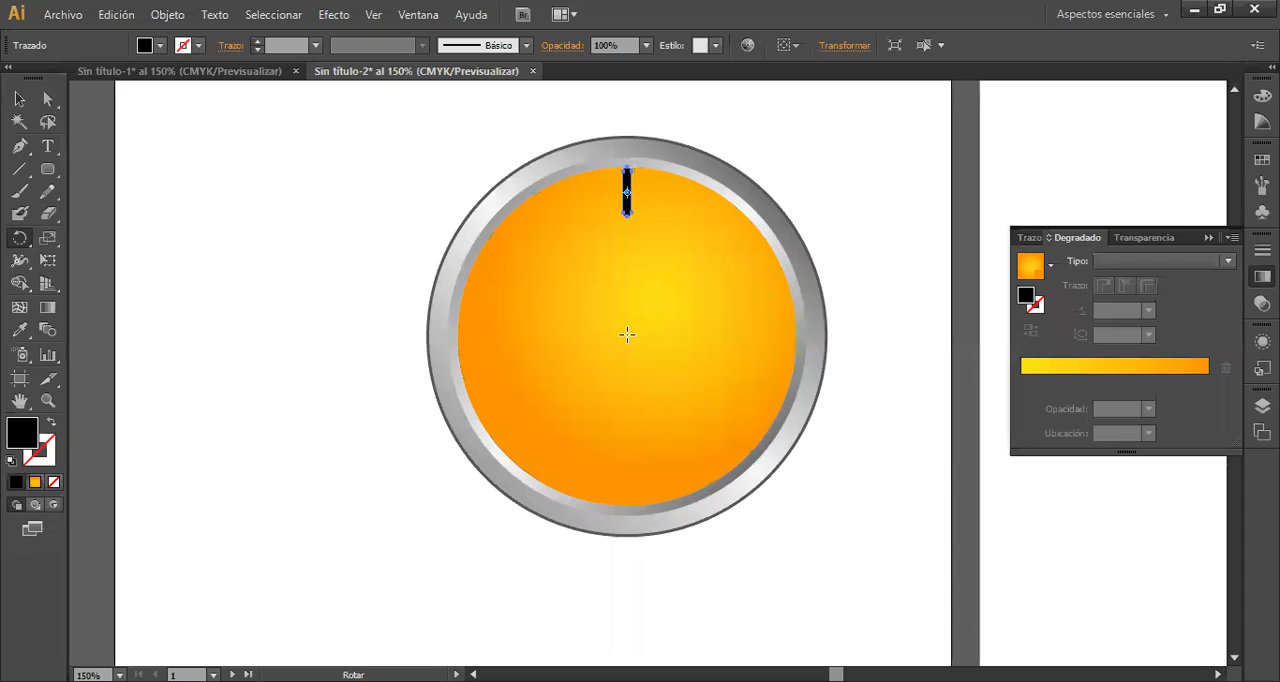 Ai Archivo Edición Objeto Texto Seleccionar Efecto Ver Ventana Ayuda Br Aspectos esenciales
Trazado Trazo: Básico Opacidad: 100% Estilo: Transformar
Sin título-1* al 150% (CMYK/Previsualizar) Sin título-2* al 150% (CMYK/Previsualizar)
Trazo Degradado Transparencia
Tipo:
Trazo:
Opacidad:
Ubicación:
150% 1 Rotar